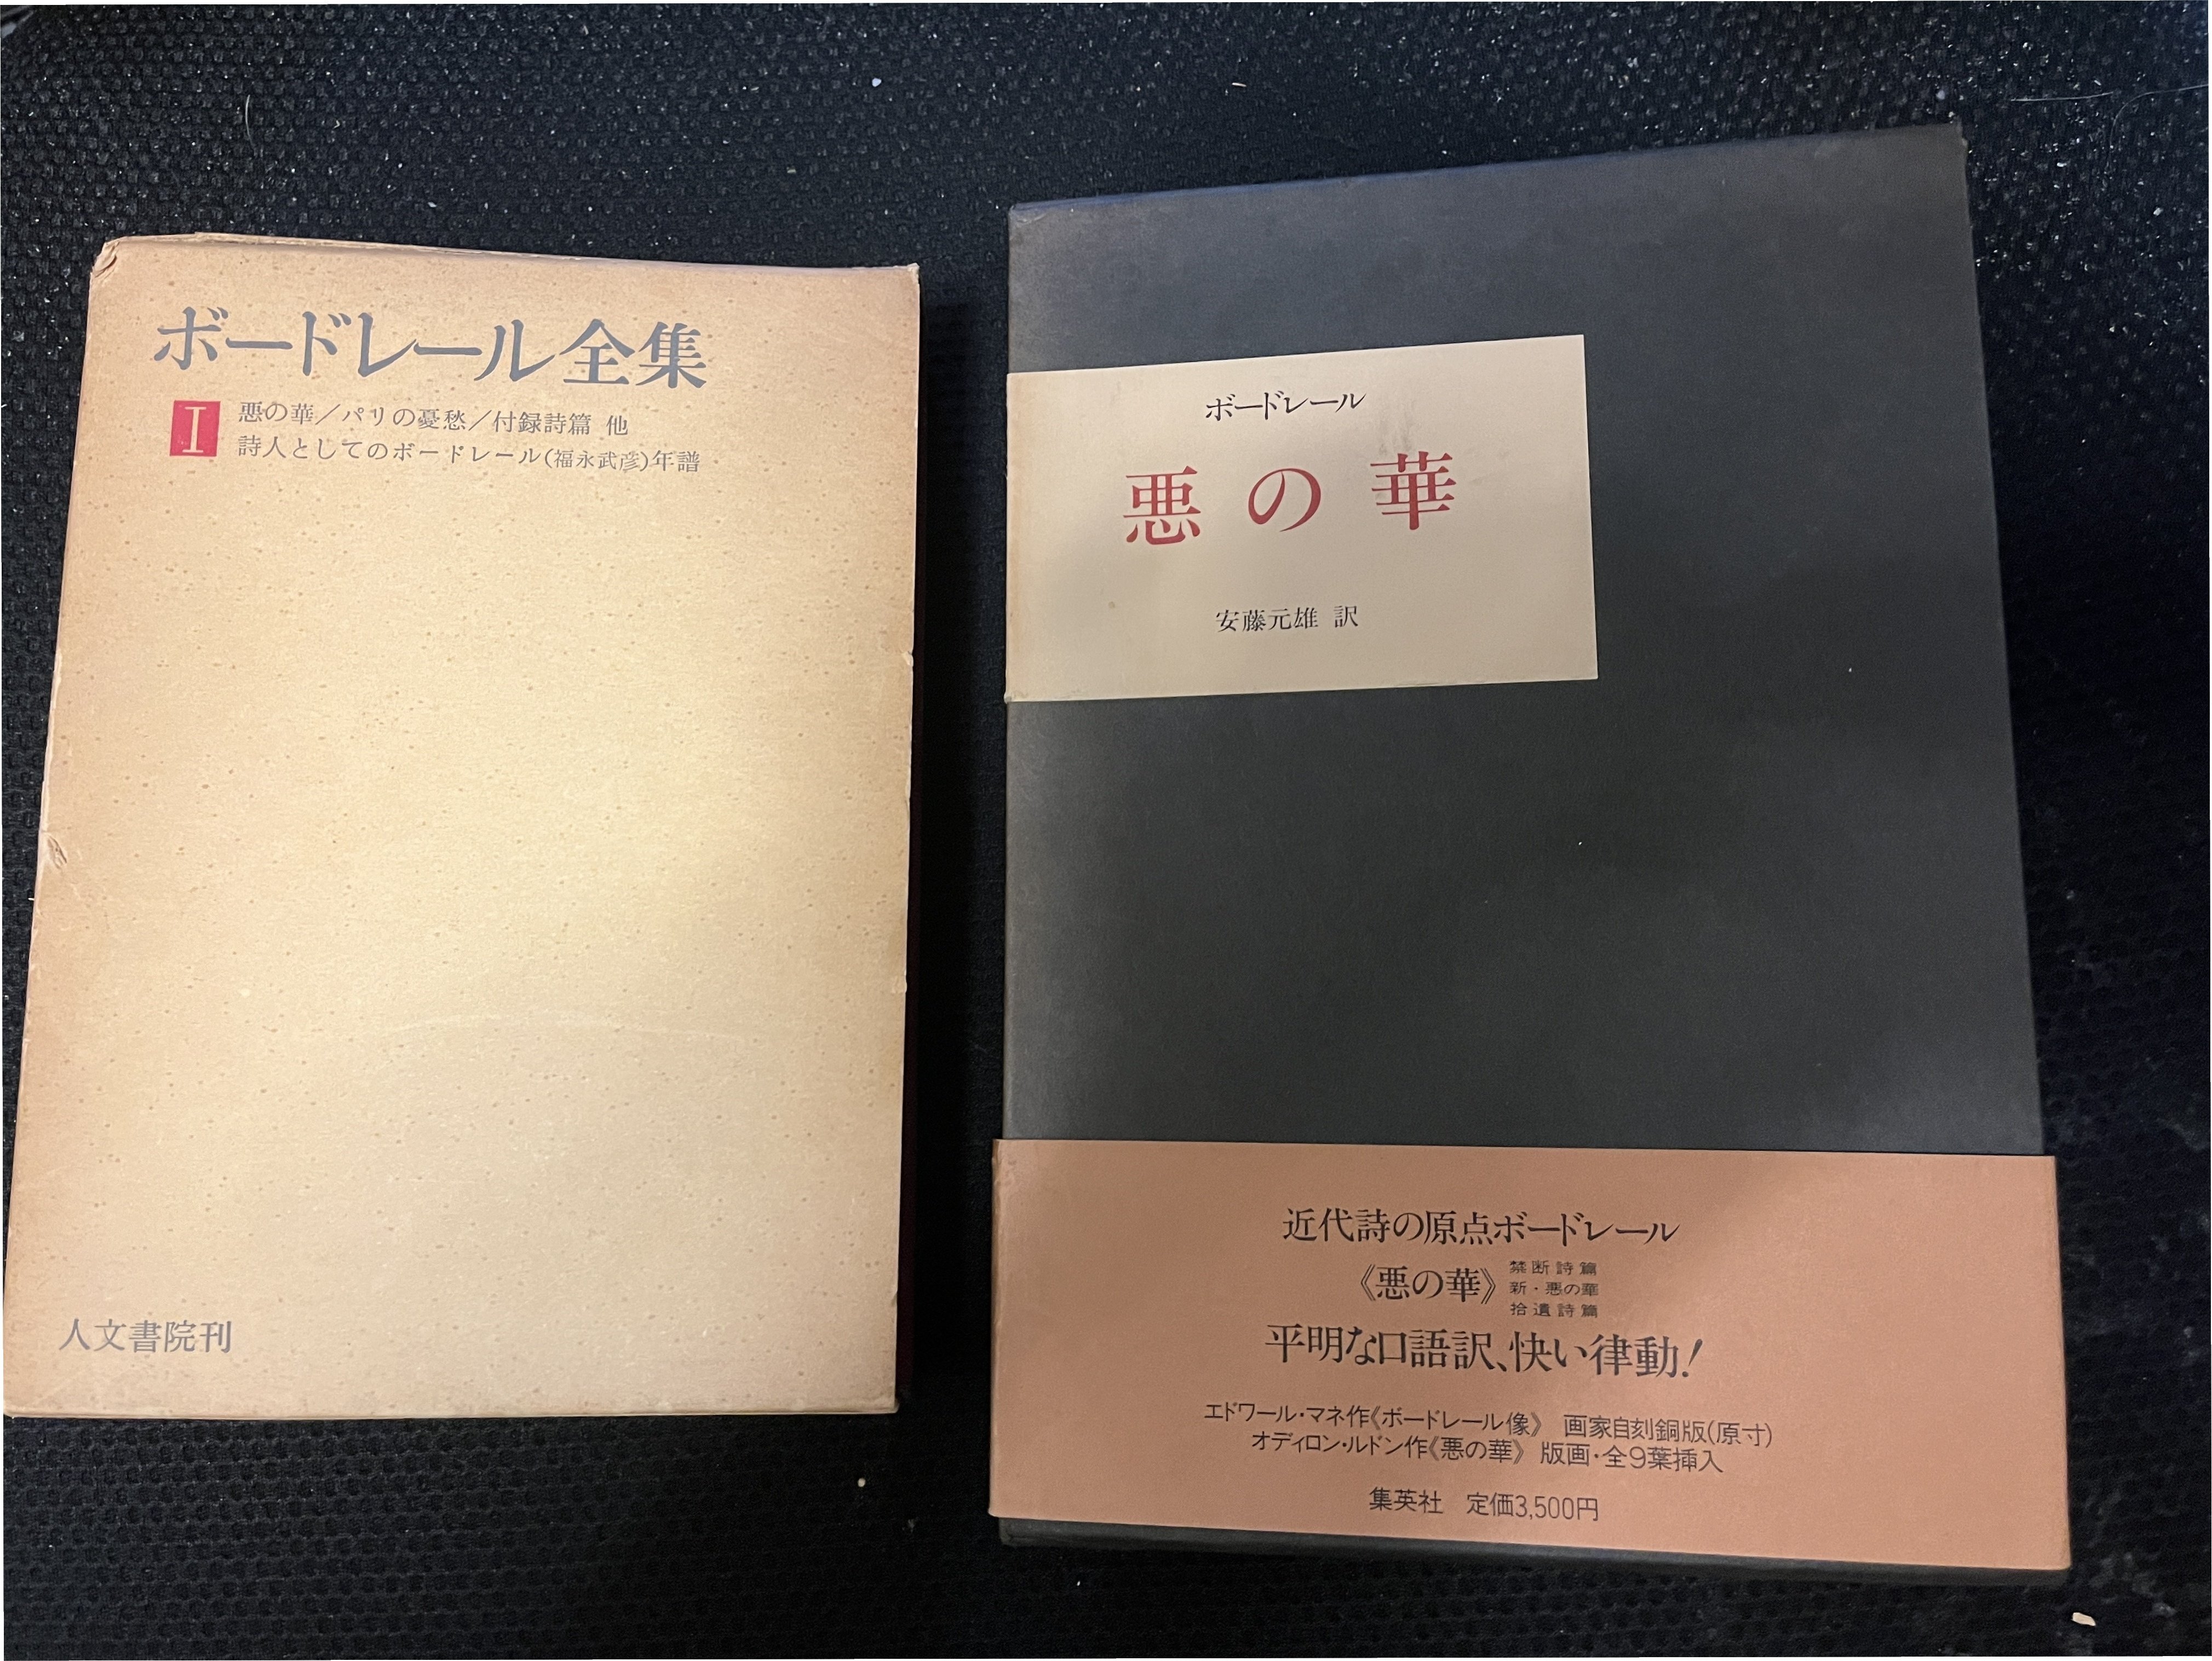 ボードレール全集
I
悪の華／パリの憂愁／付録詩篇 他
詩人としてのボードレール(福永武彦)年譜
人文書院刊
ボードレール
悪の華
安藤元雄 訳
近代詩の原点ボードレール
《悪の華》
禁断詩篇
新・悪の華
拾遺詩篇
平明な口語訳、快い律動!
エドワール・マネ作《ボードレール像》 画家自刻銅版(原寸)
オディロン・ルドン作《悪の華》 版画・全9葉挿入
集英社 定価3,500円